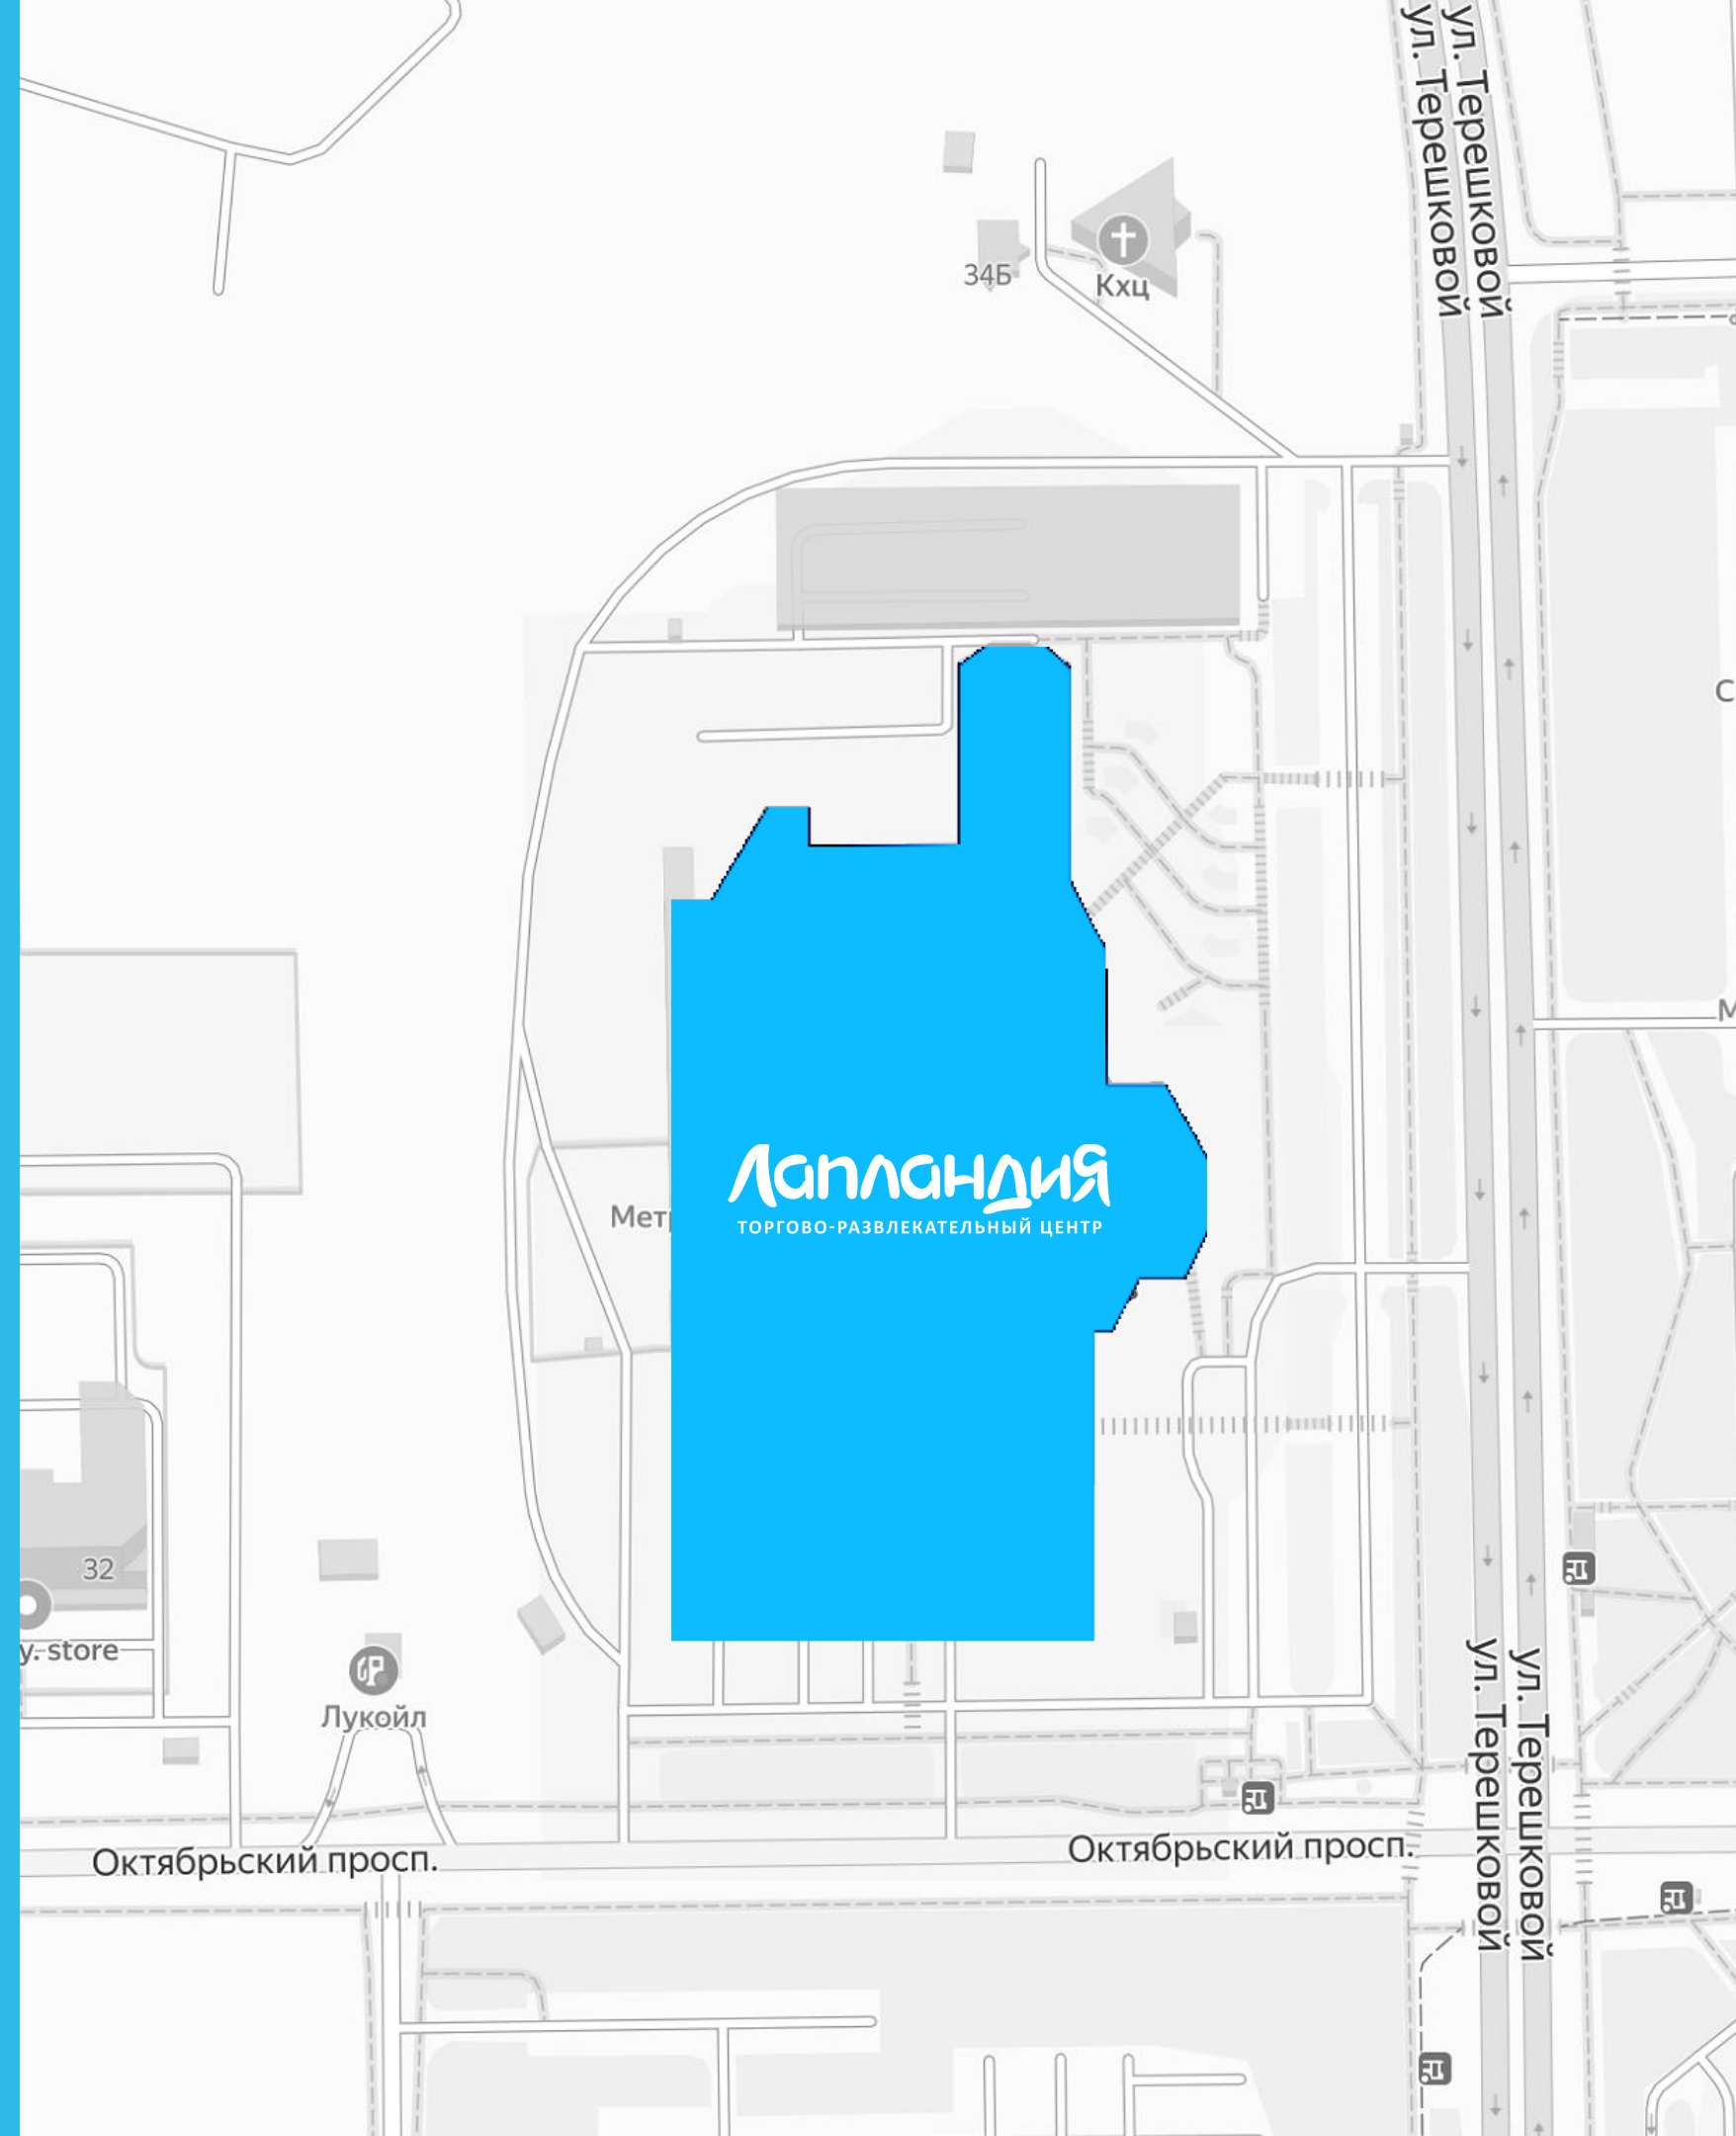 ул. Терешковой
ул. Терешковой
34Б
Кхц
С
Лапландия
ТОРГОВО-РАЗВЛЕКАТЕЛЬНЫЙ ЦЕНТР
32
y. store
Лукойл
ул. Терешковой
ул. Терешковой
Октябрьский просп.
Октябрьский просп.